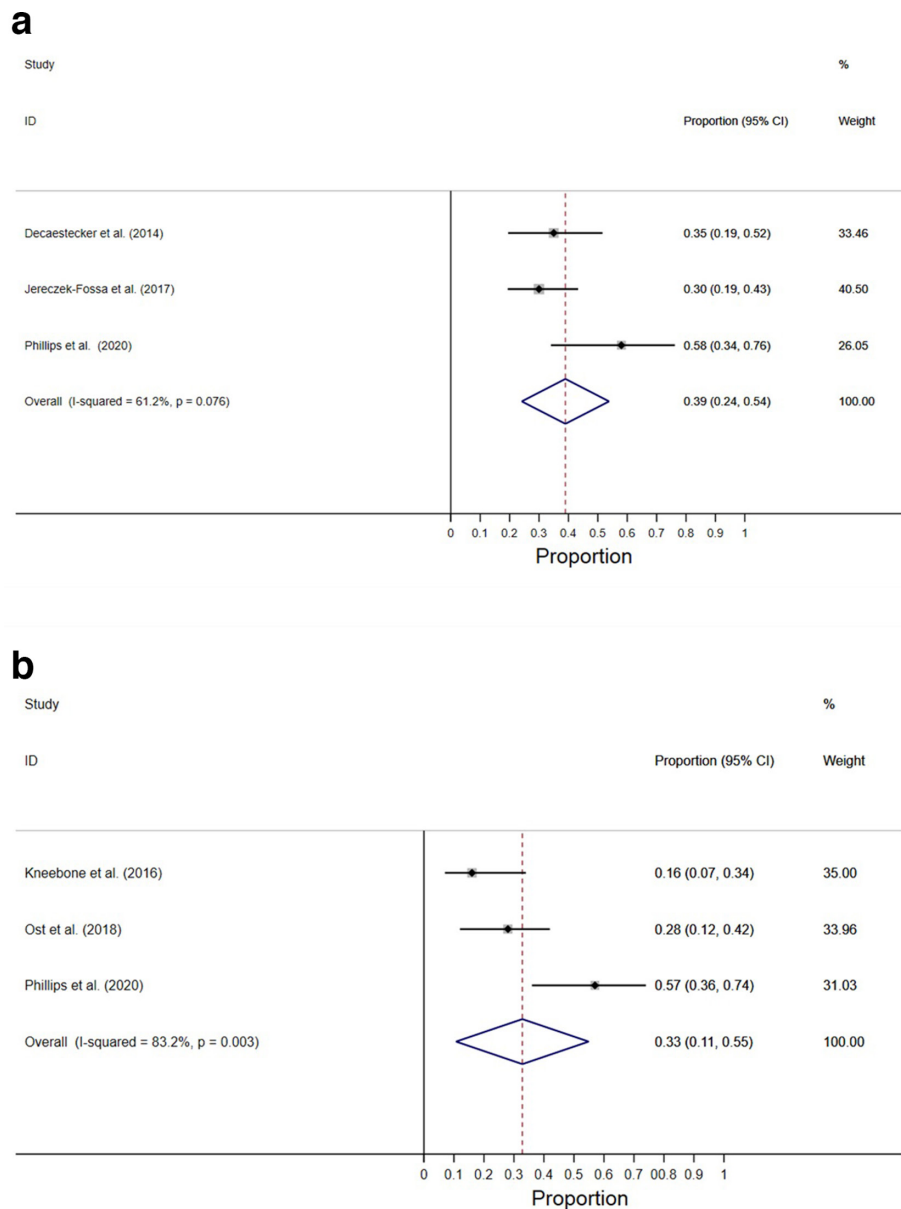 a
Study %
ID Proportion (95% CI) Weight
Decaestecker et al. (2014) 0.35 (0.19, 0.52) 33.46
Jereczek-Fossa et al. (2017) 0.30 (0.19, 0.43) 40.50
Phillips et al. (2020) 0.58 (0.34, 0.76) 26.05
Overall (I-squared = 61.2%, p = 0.076) 0.39 (0.24, 0.54) 100.00
0 0.1 0.2 0.3 0.4 0.5 0.6 0.7 0.8 0.9 1
Proportion
b
Study %
ID Proportion (95% CI) Weight
Kneebone et al. (2016) 0.16 (0.07, 0.34) 35.00
Ost et al. (2018) 0.28 (0.12, 0.42) 33.96
Phillips et al. (2020) 0.57 (0.36, 0.74) 31.03
Overall (I-squared = 83.2%, p = 0.003) 0.33 (0.11, 0.55) 100.00
0 0.1 0.2 0.3 0.4 0.5 0.6 0.7 0.8 0.9 1
Proportion